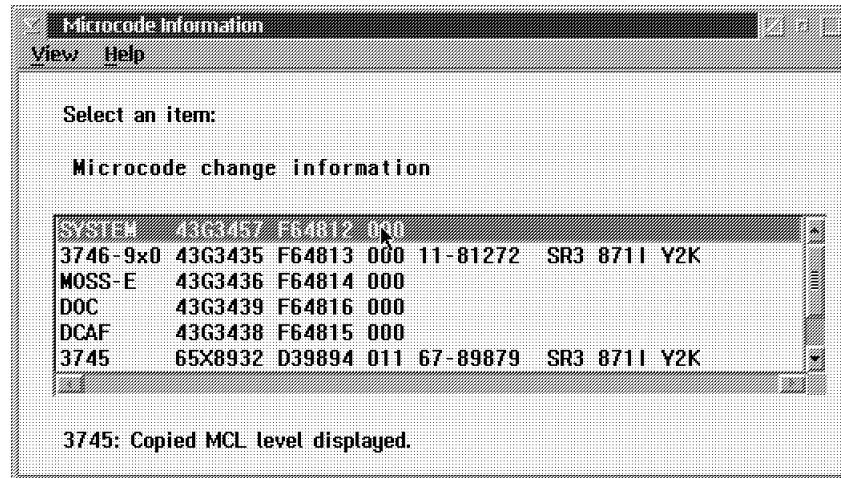 Microcode Information
View Help
Select an item:
Microcode change information
SYSTEM 43G3457 F64812 000
3746-9x0 43G3435 F64813 000 11-81272 SR3 871I Y2K
MOSS-E 43G3436 F64814 000
DOC 43G3439 F64816 000
DCAF 43G3438 F64815 000
3745 65X8932 D39894 011 67-89879 SR3 871I Y2K
3745: Copied MCL level displayed.